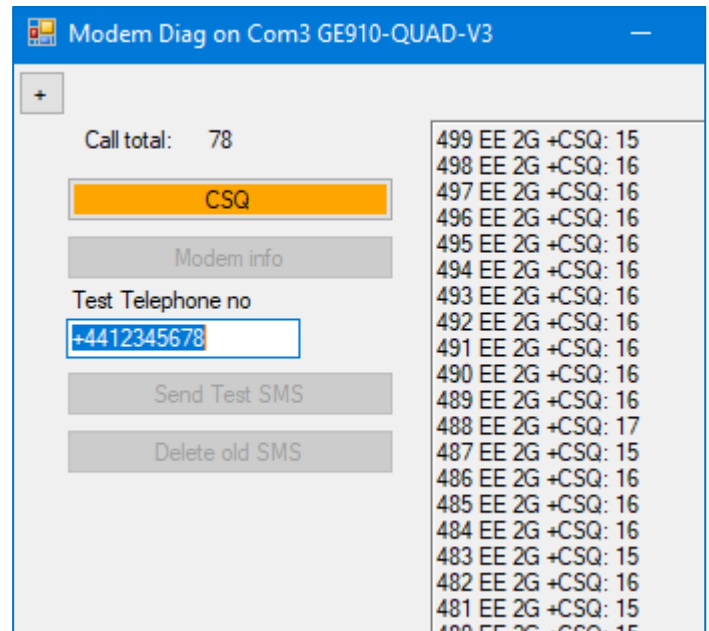 Modem Diag on Com3 GE910-QUAD-V3
+
Call total: 78
CSQ
Modem info
Test Telephone no
+4412345678
Send Test SMS
Delete old SMS
499 EE 2G +CSQ: 15
498 EE 2G +CSQ: 16
497 EE 2G +CSQ: 16
496 EE 2G +CSQ: 16
495 EE 2G +CSQ: 16
494 EE 2G +CSQ: 16
493 EE 2G +CSQ: 16
492 EE 2G +CSQ: 16
491 EE 2G +CSQ: 16
490 EE 2G +CSQ: 16
489 EE 2G +CSQ: 16
488 EE 2G +CSQ: 17
487 EE 2G +CSQ: 15
486 EE 2G +CSQ: 16
485 EE 2G +CSQ: 16
484 EE 2G +CSQ: 16
483 EE 2G +CSQ: 15
482 EE 2G +CSQ: 16
481 EE 2G +CSQ: 15